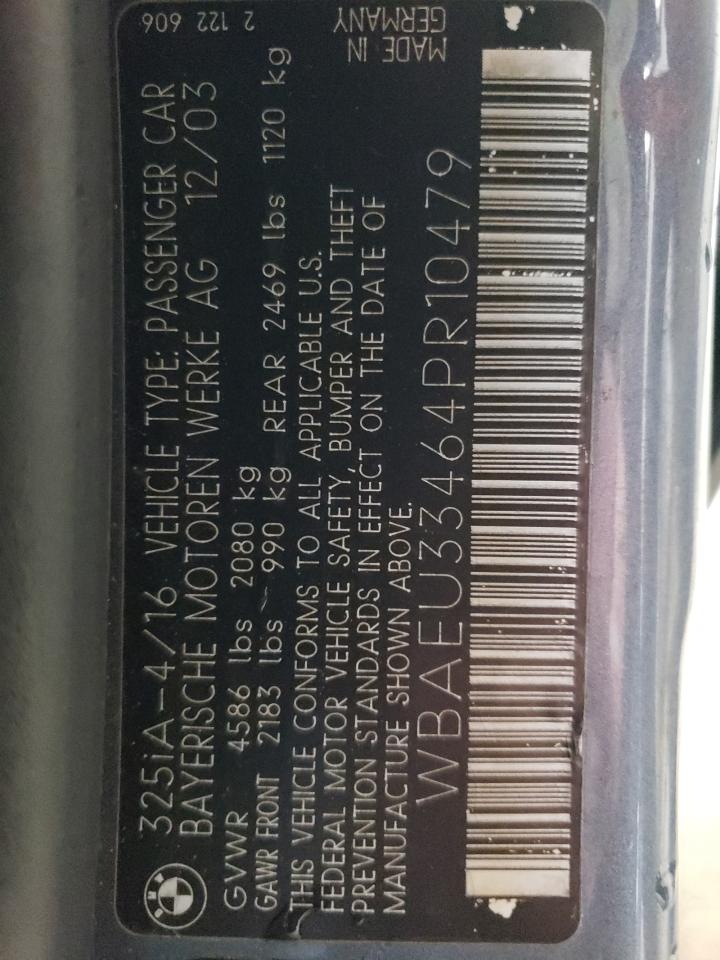 325iA-4/16 VEHICLE TYPE: PASSENGER CAR
BAYERISCHE MOTOREN WERKE AG 12/03
GVWR 4586 lbs 2080 kg
GAWR FRONT 2183 lbs 990 kg REAR 2469 lbs 1120 kg
THIS VEHICLE CONFORMS TO ALL APPLICABLE U.S.
FEDERAL MOTOR VEHICLE SAFETY, BUMPER AND THEFT
PREVENTION STANDARDS IN EFFECT ON THE DATE OF
MANUFACTURE SHOWN ABOVE.
WBAEU33464PR10479
2 122 606
MADE IN
GERMANY